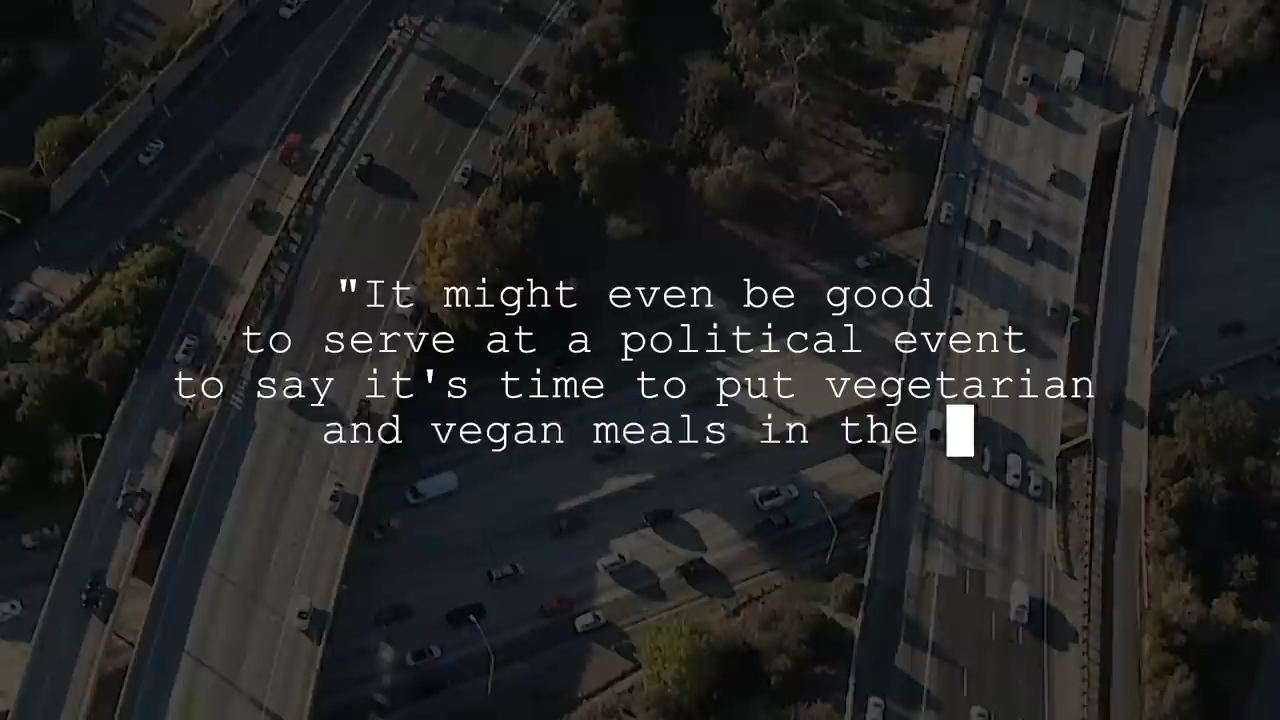 "It might even be good
to serve at a political event
to say it's time to put vegetarian
and vegan meals in the